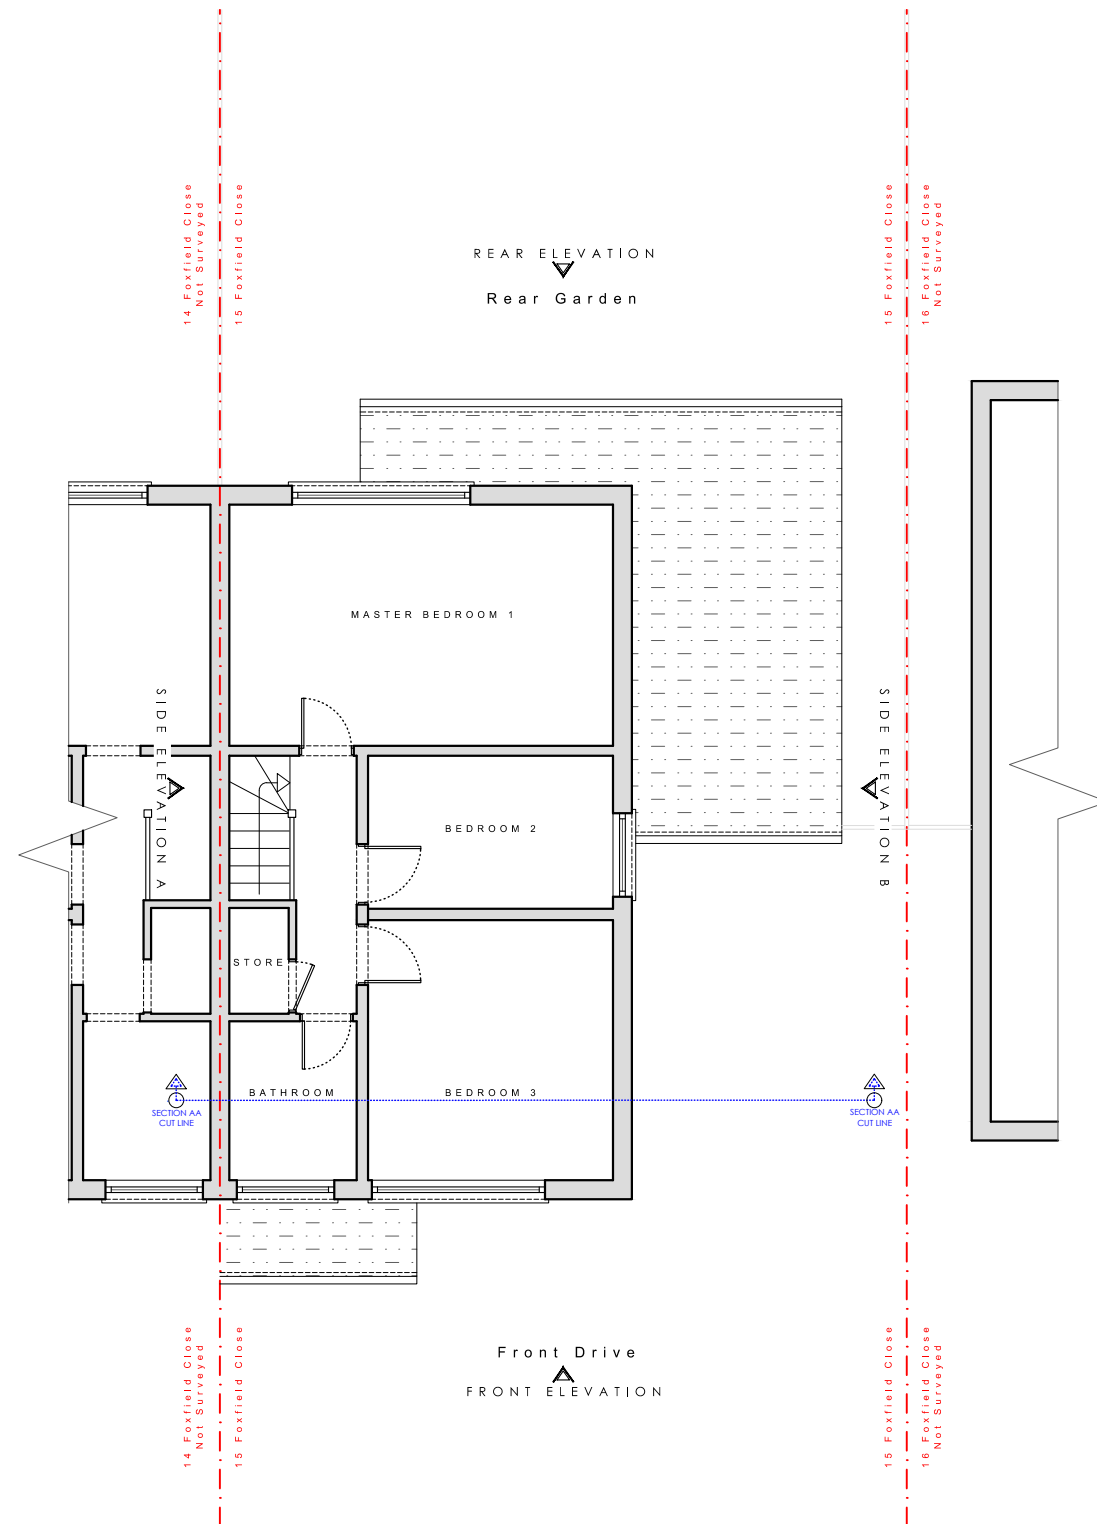 14 Foxfield Close
Not Surveyed
15 Foxfield Close
REAR ELEVATION
Rear Garden
15 Foxfield Close
16 Foxfield Close
Not Surveyed
MASTER BEDROOM 1
SIDE ELEVATION A
SIDE ELEVATION B
BEDROOM 2
STORE
BATHROOM
BEDROOM 3
SECTION AA
CUT LINE
SECTION AA
CUT LINE
14 Foxfield Close
Not Surveyed
15 Foxfield Close
Front Drive
FRONT ELEVATION
15 Foxfield Close
16 Foxfield Close
Not Surveyed